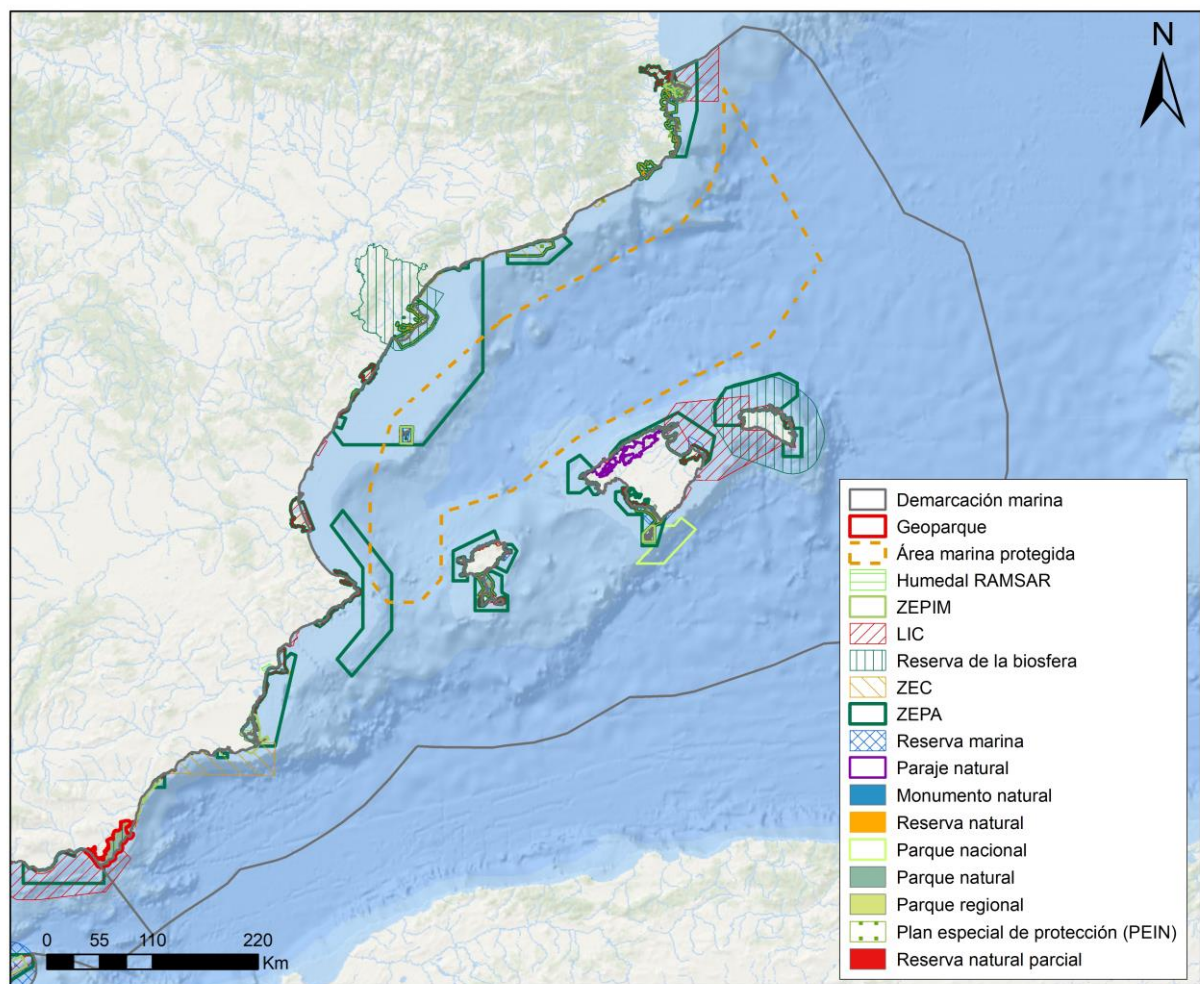 N
Demarcación marina
Geoparque
Área marina protegida
Humedal RAMSAR
ZEPIM
LIC
Reserva de la biosfera
ZEC
ZEPA
Reserva marina
Paraje natural
Monumento natural
Reserva natural
Parque nacional
Parque natural
Parque regional
Plan especial de protección (PEIN)
Reserva natural parcial
0 55 110 220
Km